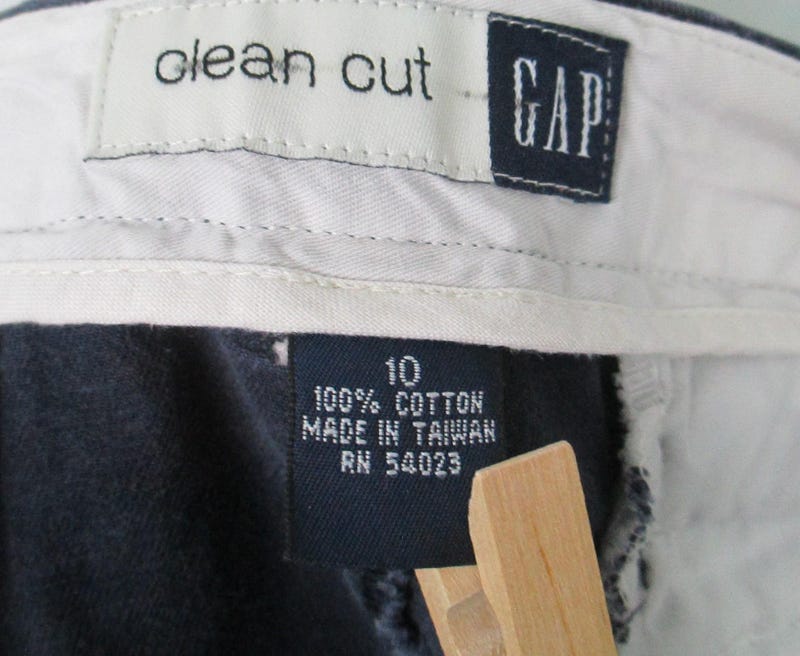 clean cut
GAP
10
100% COTTON
MADE IN TAIWAN
RN 54023